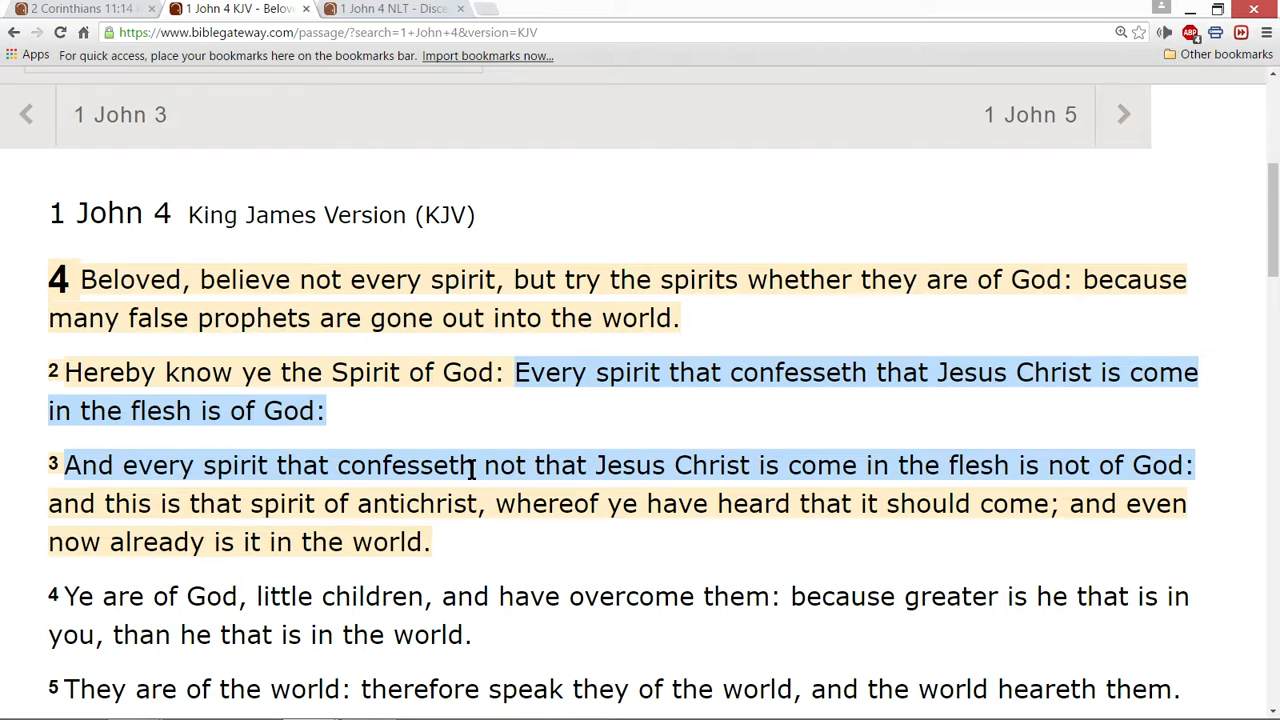 2 Corinthians 11:14 K
1 John 4 KJV - Belov
1 John 4 NLT - Disce
https://www.biblegateway.com/passage/?search=1+John+4&version=KJV
Apps For quick access, place your bookmarks here on the bookmarks bar. Import bookmarks now... Other bookmarks
1 John 3 1 John 5
1 John 4 King James Version (KJV)
4 Beloved, believe not every spirit, but try the spirits whether they are of God: because
many false prophets are gone out into the world.
2 Hereby know ye the Spirit of God: Every spirit that confesseth that Jesus Christ is come
in the flesh is of God:
3 And every spirit that confesseth not that Jesus Christ is come in the flesh is not of God:
and this is that spirit of antichrist, whereof ye have heard that it should come; and even
now already is it in the world.
4 Ye are of God, little children, and have overcome them: because greater is he that is in
you, than he that is in the world.
5 They are of the world: therefore speak they of the world, and the world heareth them.